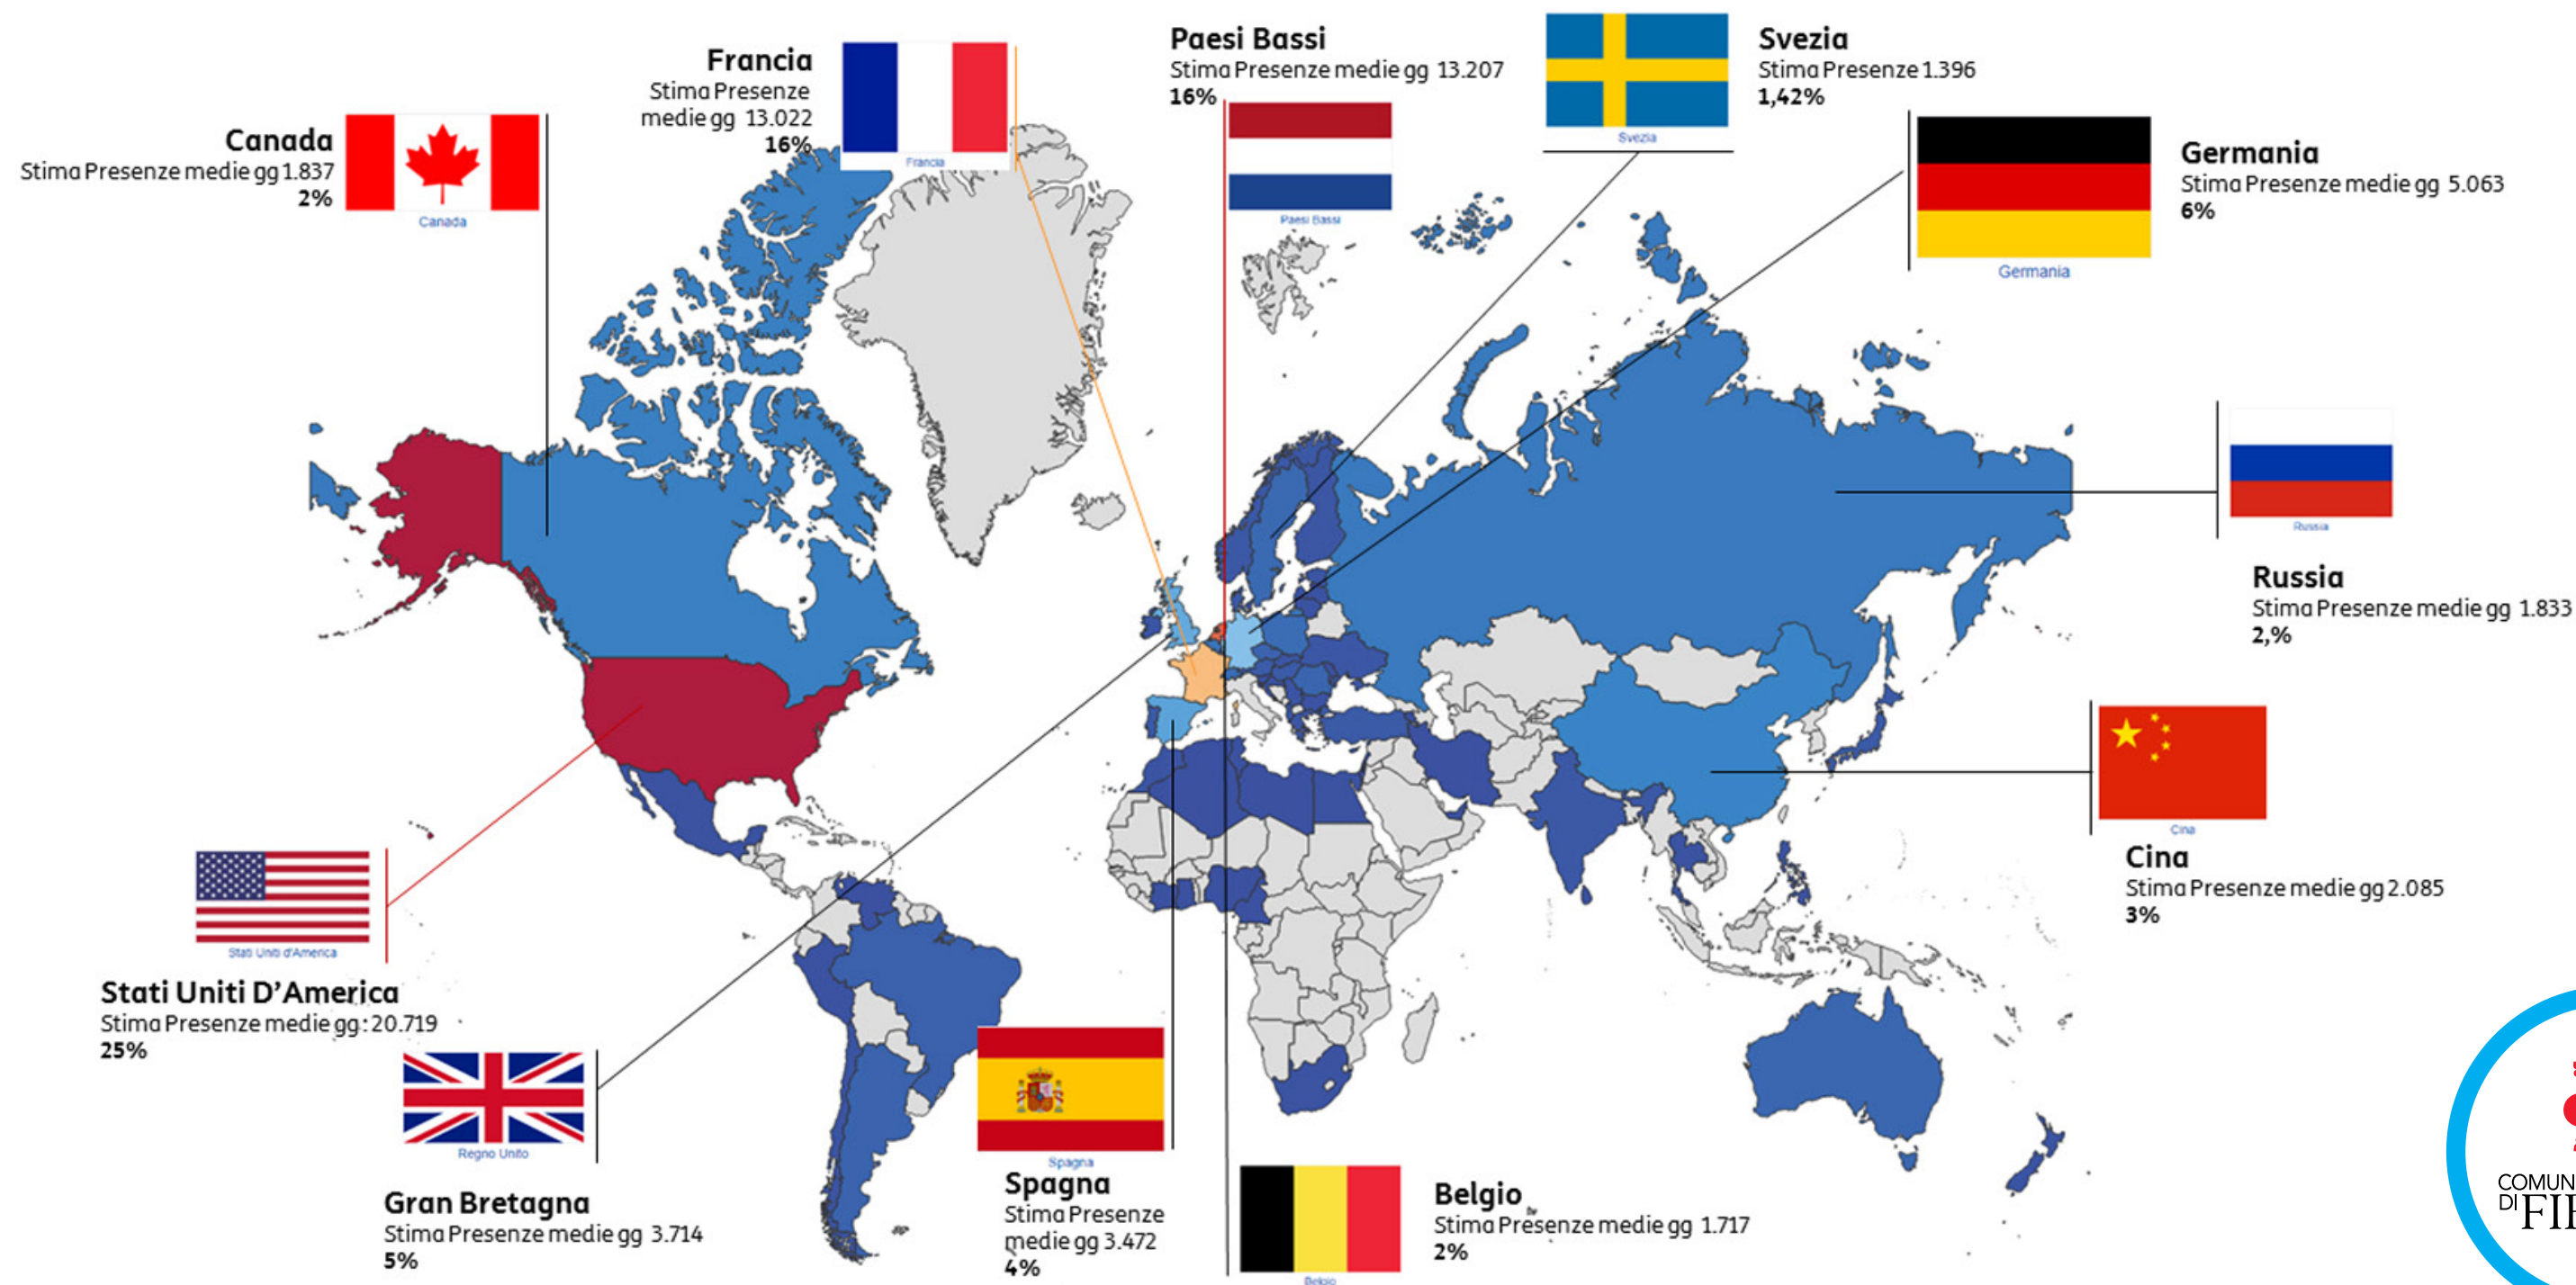 Francia
Stima Presenze
medie gg 13.022
16%
Francia
Paesi Bassi
Stima Presenze medie gg 13.207
16%
Paesi Bassi
Svezia
Svezia
Stima Presenze 1.396
1,42%
Canada
Stima Presenze medie gg 1.837
2%
Canada
Germania
Germania
Stima Presenze medie gg 5.063
6%
Russia
Russia
Stima Presenze medie gg 1.833
2,%
Cina
Cina
Stima Presenze medie gg 2.085
3%
Stati Uniti d'America
Stati Uniti D'America
Stima Presenze medie gg: 20.719
25%
Regno Unito
Gran Bretagna
Stima Presenze medie gg 3.714
5%
Spagna
Spagna
Stima Presenze
medie gg 3.472
4%
Belgio
Stima Presenze medie gg 1.717
2%
Belgio
COMUN
DI FI